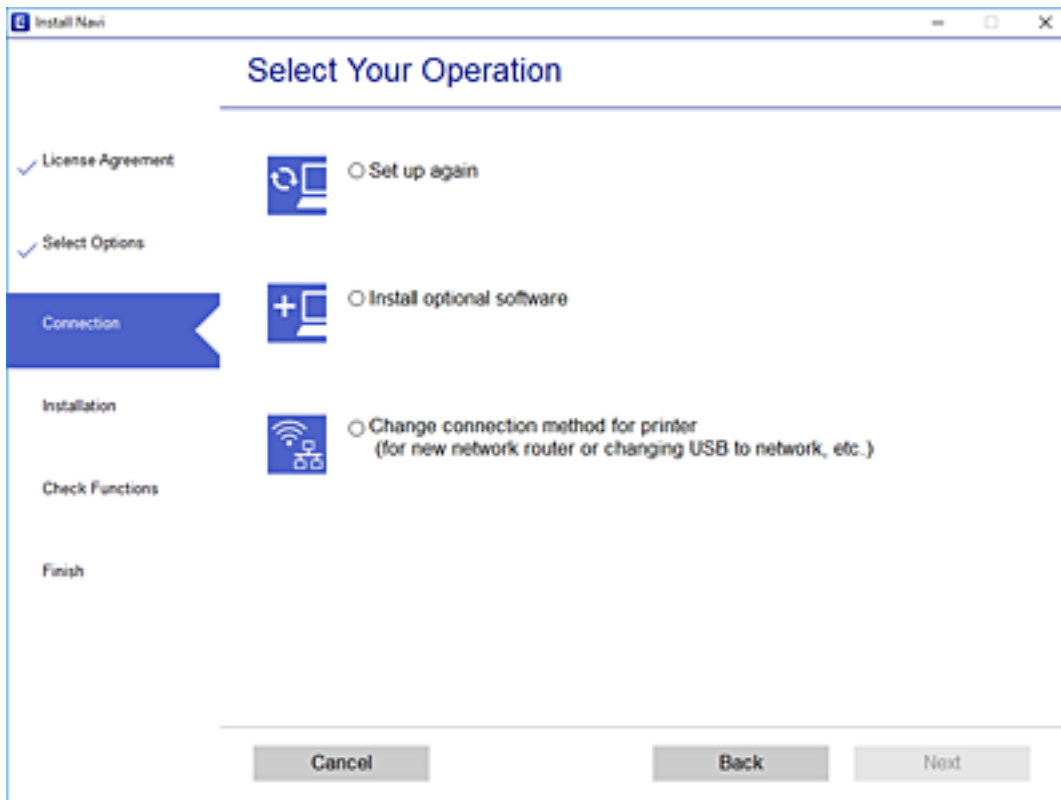 Install Navi
Select Your Operation
License Agreement
Select Options
Connection
Installation
Check Functions
Finish
Set up again
Install optional software
Change connection method for printer
(for new network router or changing USB to network, etc.)
Cancel
Back
Next